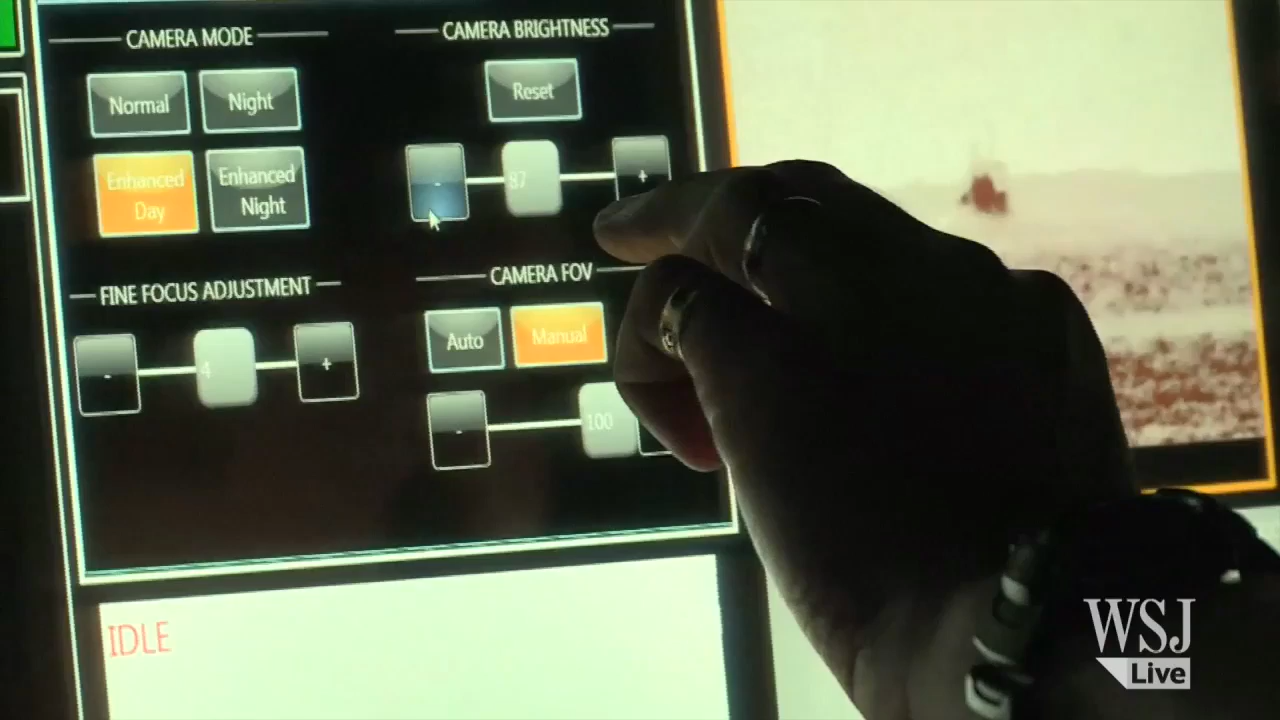 CAMERA MODE
Normal
Night
Enhanced
Day
Enhanced
Night
CAMERA BRIGHTNESS
Reset
-
87
+
FINE FOCUS ADJUSTMENT
-
4
+
CAMERA FOV
Auto
Manual
-
100
IDLE
WSJ
Live